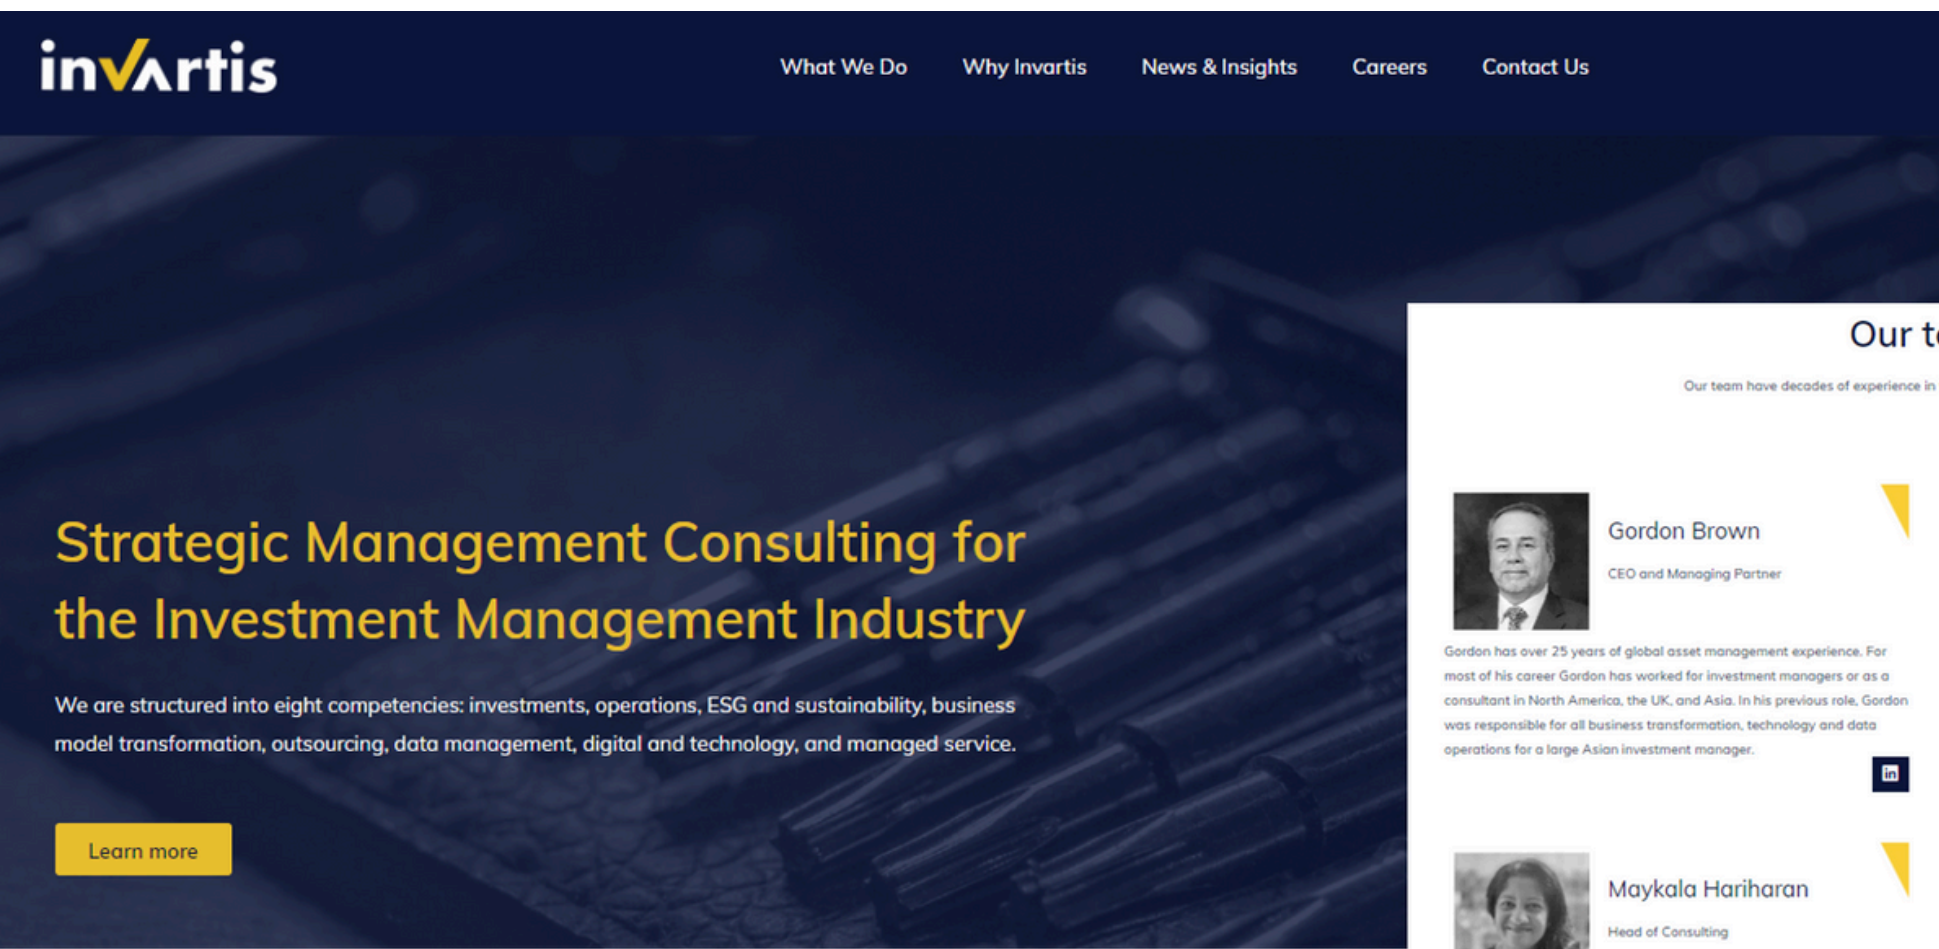 invartis
What We Do
Why Invartis
News & Insights
Careers
Contact Us
Strategic Management Consulting for
the Investment Management Industry
We are structured into eight competencies: investments, operations, ESG and sustainability, business
model transformation, outsourcing, data management, digital and technology, and managed service.
Learn more
Our t
Our team have decades of experience in
Gordon Brown
CEO and Managing Partner
Gordon has over 25 years of global asset management experience. For
most of his career Gordon has worked for investment managers or as a
consultant in North America, the UK, and Asia. In his previous role, Gordon
was responsible for all business transformation, technology and data
operations for a large Asian investment manager.
in
Maykala Hariharan
Head of Consulting